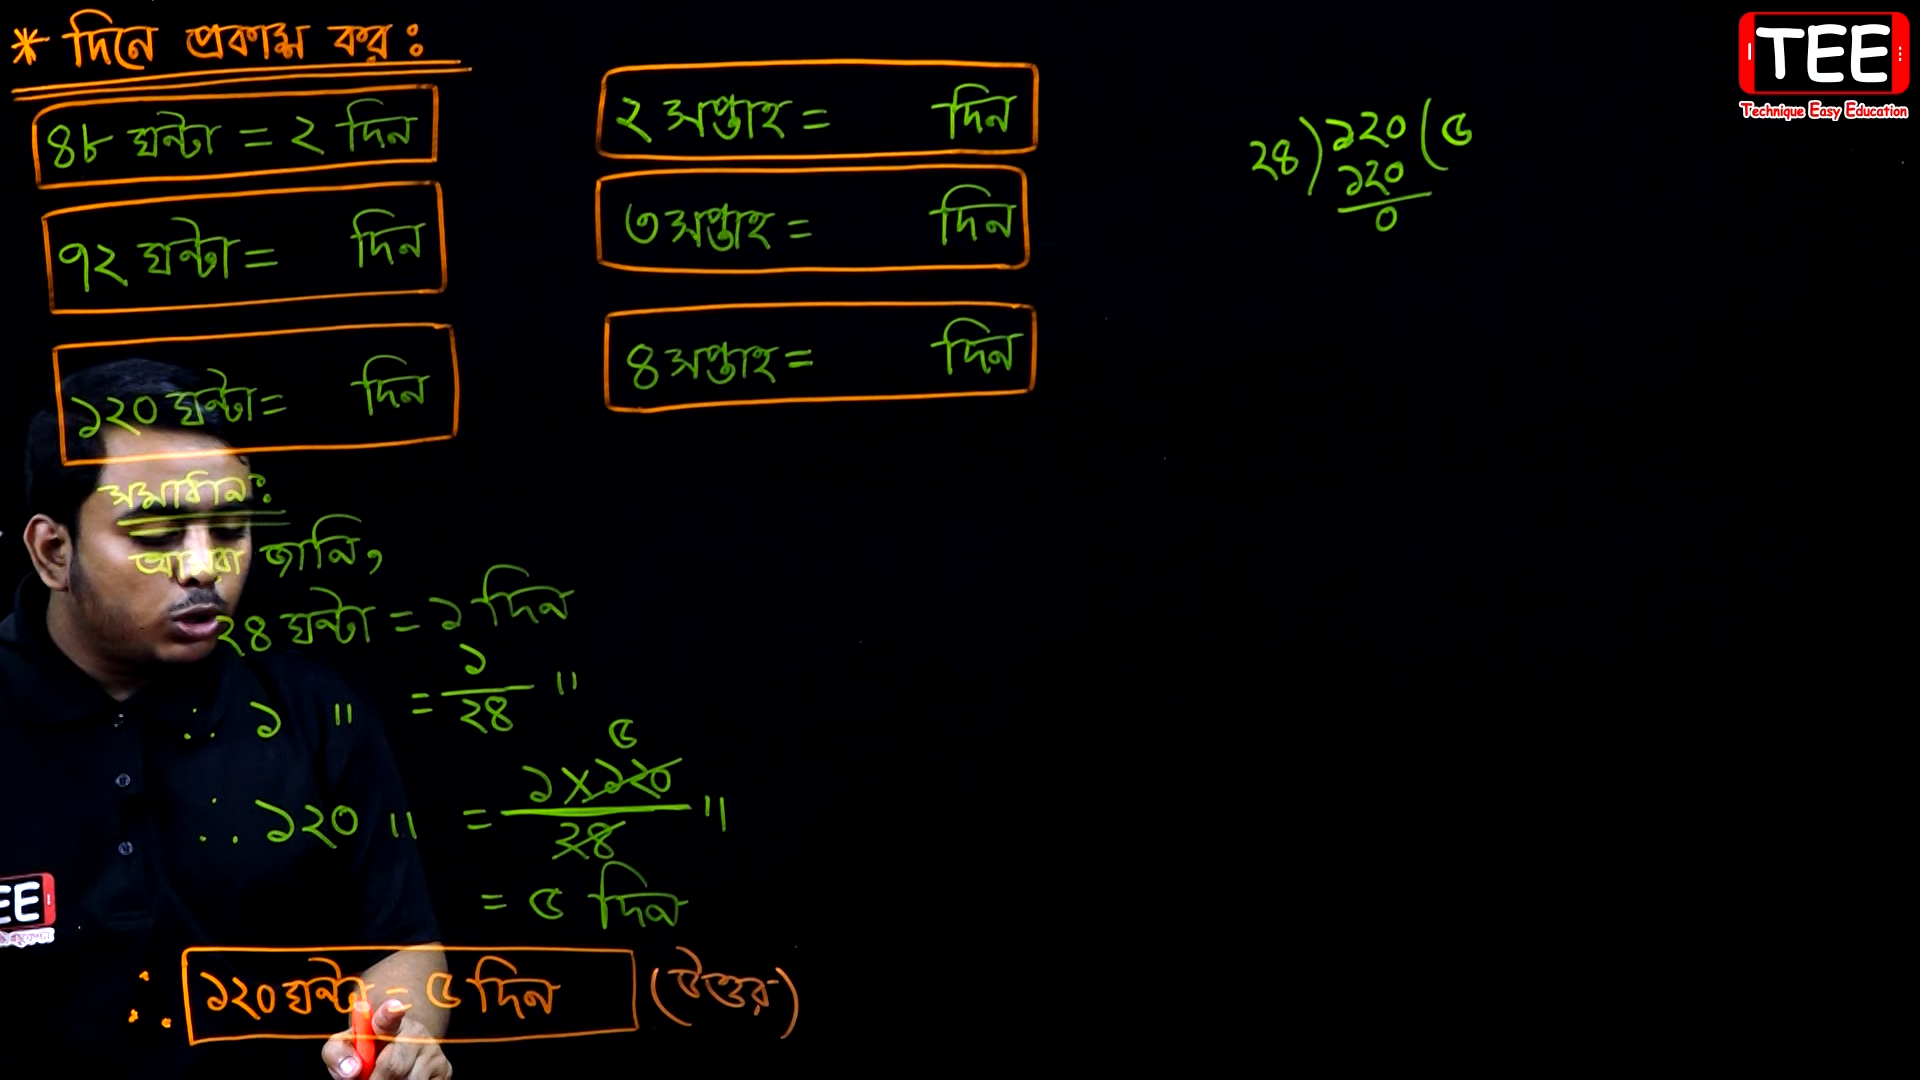 * দিনে প্রকাশ কর :
৪৮ ঘন্টা = ২ দিন
৭২ ঘন্টা = দিন
১২০ ঘন্টা = দিন
২ সপ্তাহ = দিন
৩ সপ্তাহ = দিন
৪ সপ্তাহ = দিন
২৪ ) ১২০ ( ৫
১২০
০
সমাধান :
আমরা জানি,
২৪ ঘন্টা = ১ দিন
∴ ১ " = ১/২৪ "
৫
∴ ১২০ " = ১ × ১২০/২৪ "
= ৫ দিন
∴ ১২০ ঘন্টা = ৫ দিন (উত্তর)
TEE
Technique Easy Education
EE